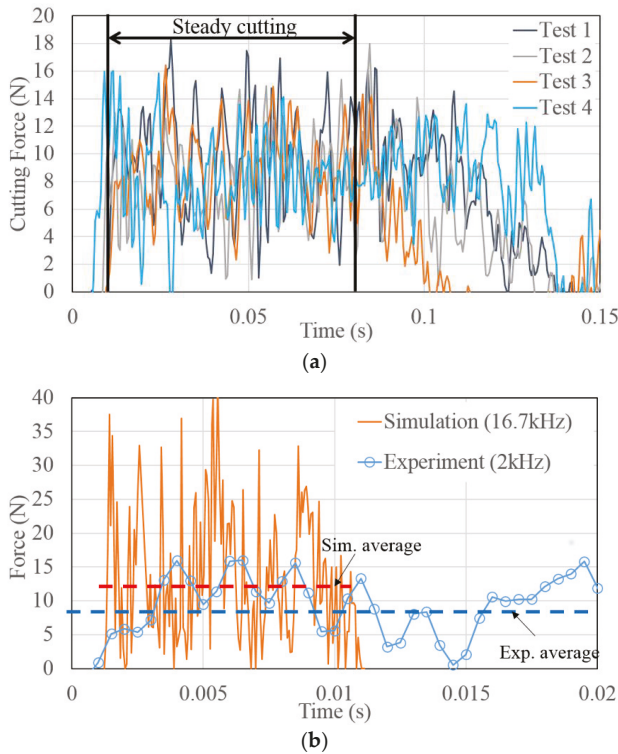 Steady cutting
Test 1
Test 2
Test 3
Test 4
Cutting Force (N)
20
18
16
14
12
10
8
6
4
2
0
0
0.05
0.1
0.15
Time (s)
(a)
Simulation (16.7kHz)
Experiment (2kHz)
Sim. average
Exp. average
Force (N)
40
35
30
25
20
15
10
5
0
0
0.005
0.01
0.015
0.02
Time (s)
(b)